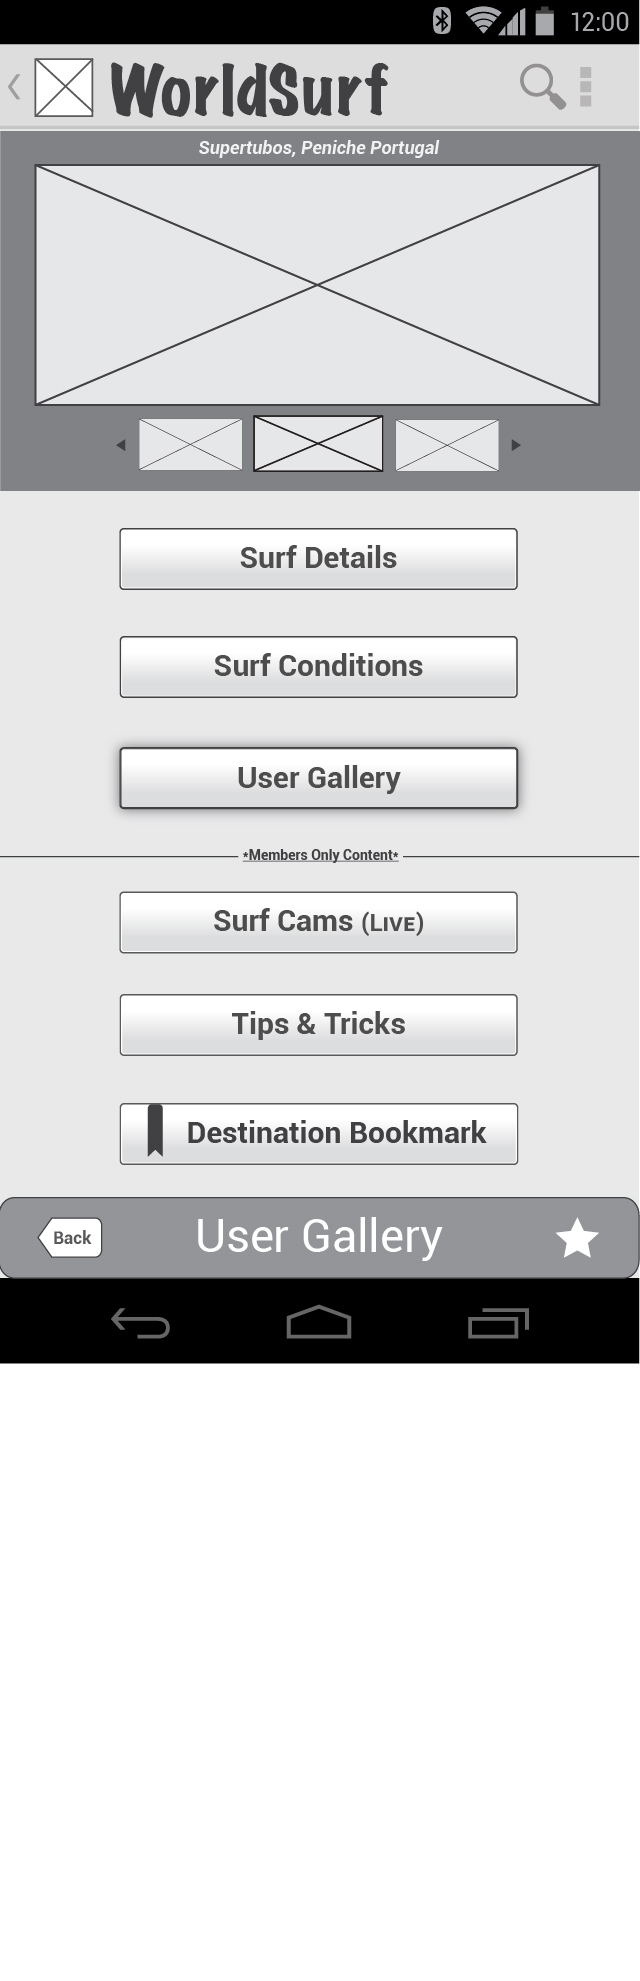 12:00
WorldSurf
Supertubos, Peniche Portugal
Surf Details
Surf Conditions
User Gallery
*Members Only Content*
Surf Cams (LIVE)
Tips & Tricks
Destination Bookmark
Back User Gallery